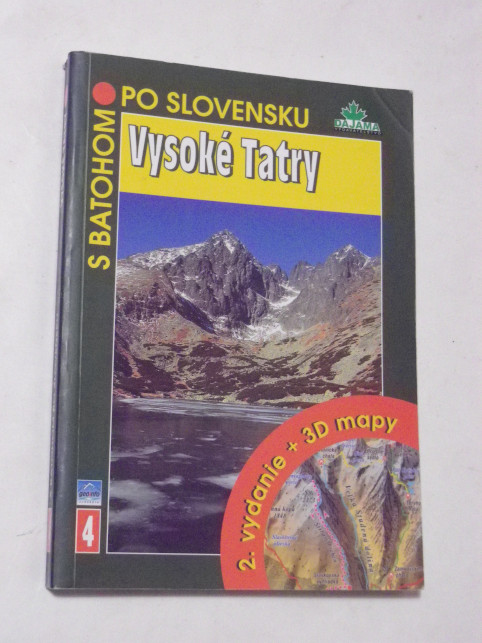 S BATOHOM
PO SLOVENSKU
DAJAMA
Vysoké Tatry
2. vydanie + 3D mapy
4